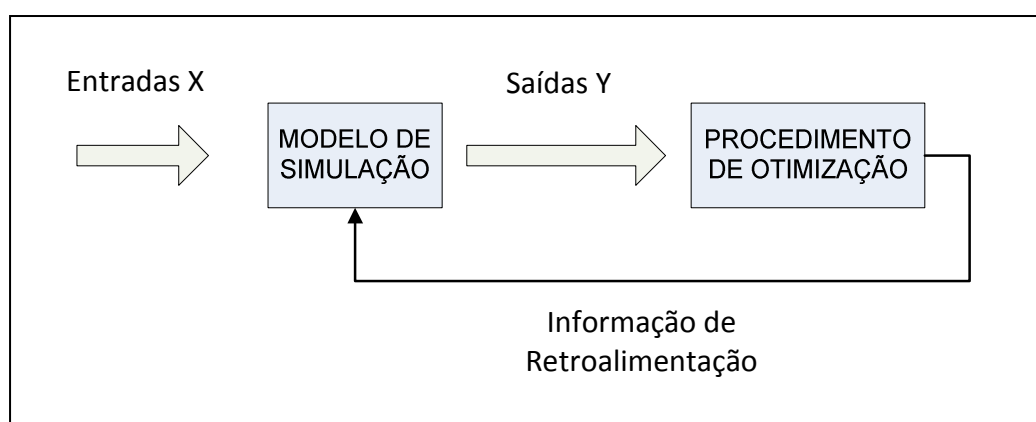 Entradas X
Saídas Y
MODELO DE
SIMULAÇÃO
PROCEDIMENTO
DE OTIMIZAÇÃO
Informação de
Retroalimentação